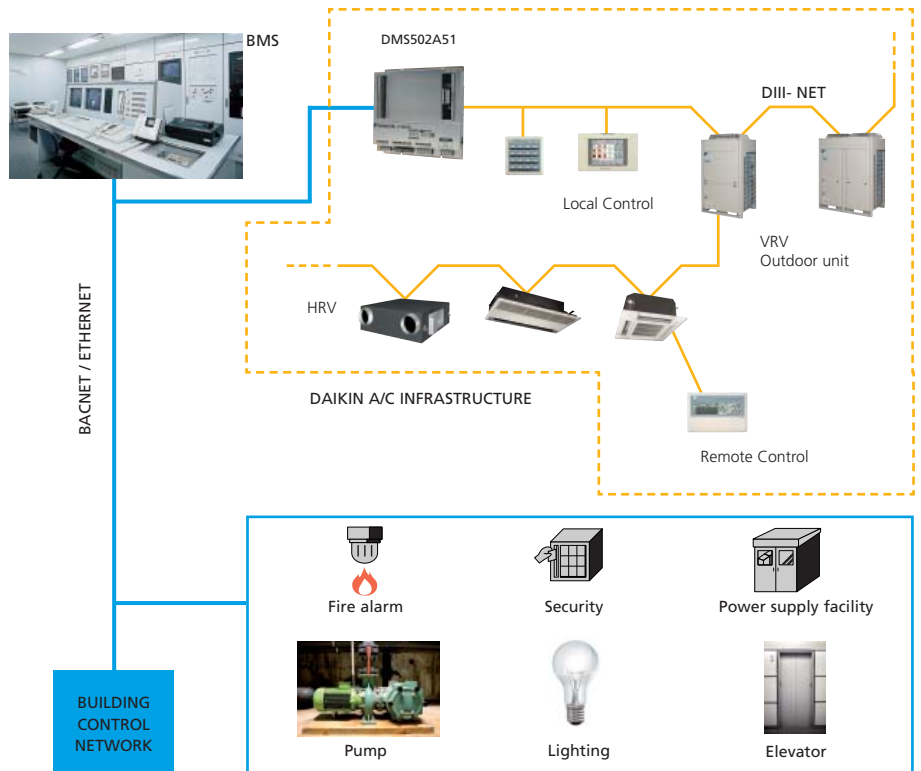 BMS
DMS502A51
DIII- NET
Local Control
VRV
Outdoor unit
HRV
BACNET / ETHERNET
DAIKIN A/C INFRASTRUCTURE
Remote Control
Fire alarm
Security
Power supply facility
BUILDING
CONTROL
NETWORK
Pump
Lighting
Elevator